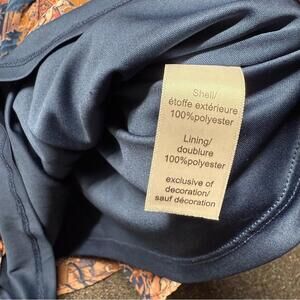 Shell/
étoffe extérieure
100%polyester
Lining/
doublure
100%polyester
exclusive of
decoration/
sauf décoration